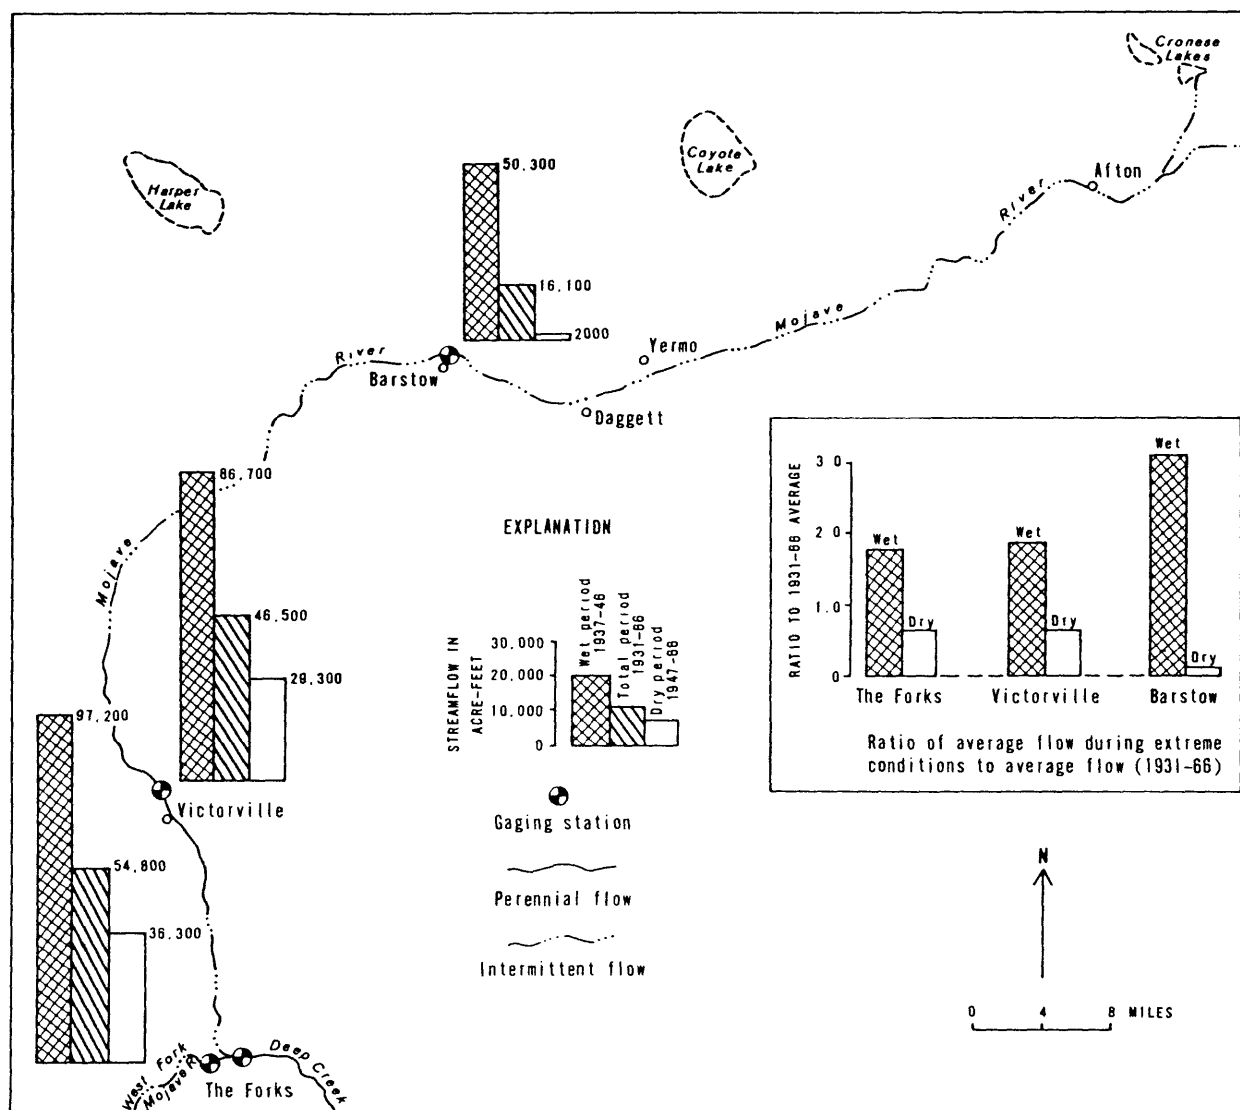 Cronese
Lakes
Harper
Lake
Coyote
Lake
50,300
16,100
2000
River
Afton
Mojave
Yermo
River
Barstow
Daggett
86,700
46,500
29,300
Mojave
97,200
54,800
36,300
Victorville
West Fork
Mojave R
Deep Creek
The Forks
EXPLANATION
STREAMFLOW IN
ACRE-FEET
30,000
20,000
10,000
0
Wet period
1937-46
Total period
1931-66
Dry period
1947-66
Gaging station
Perennial flow
Intermittent flow
RATIO TO 1931-66 AVERAGE
3 0
2 0
1.0
0
Wet
Dry
Wet
Dry
Wet
Dry
The Forks
Victorville
Barstow
Ratio of average flow during extreme
conditions to average flow (1931-66)
N
0 4 8 MILES